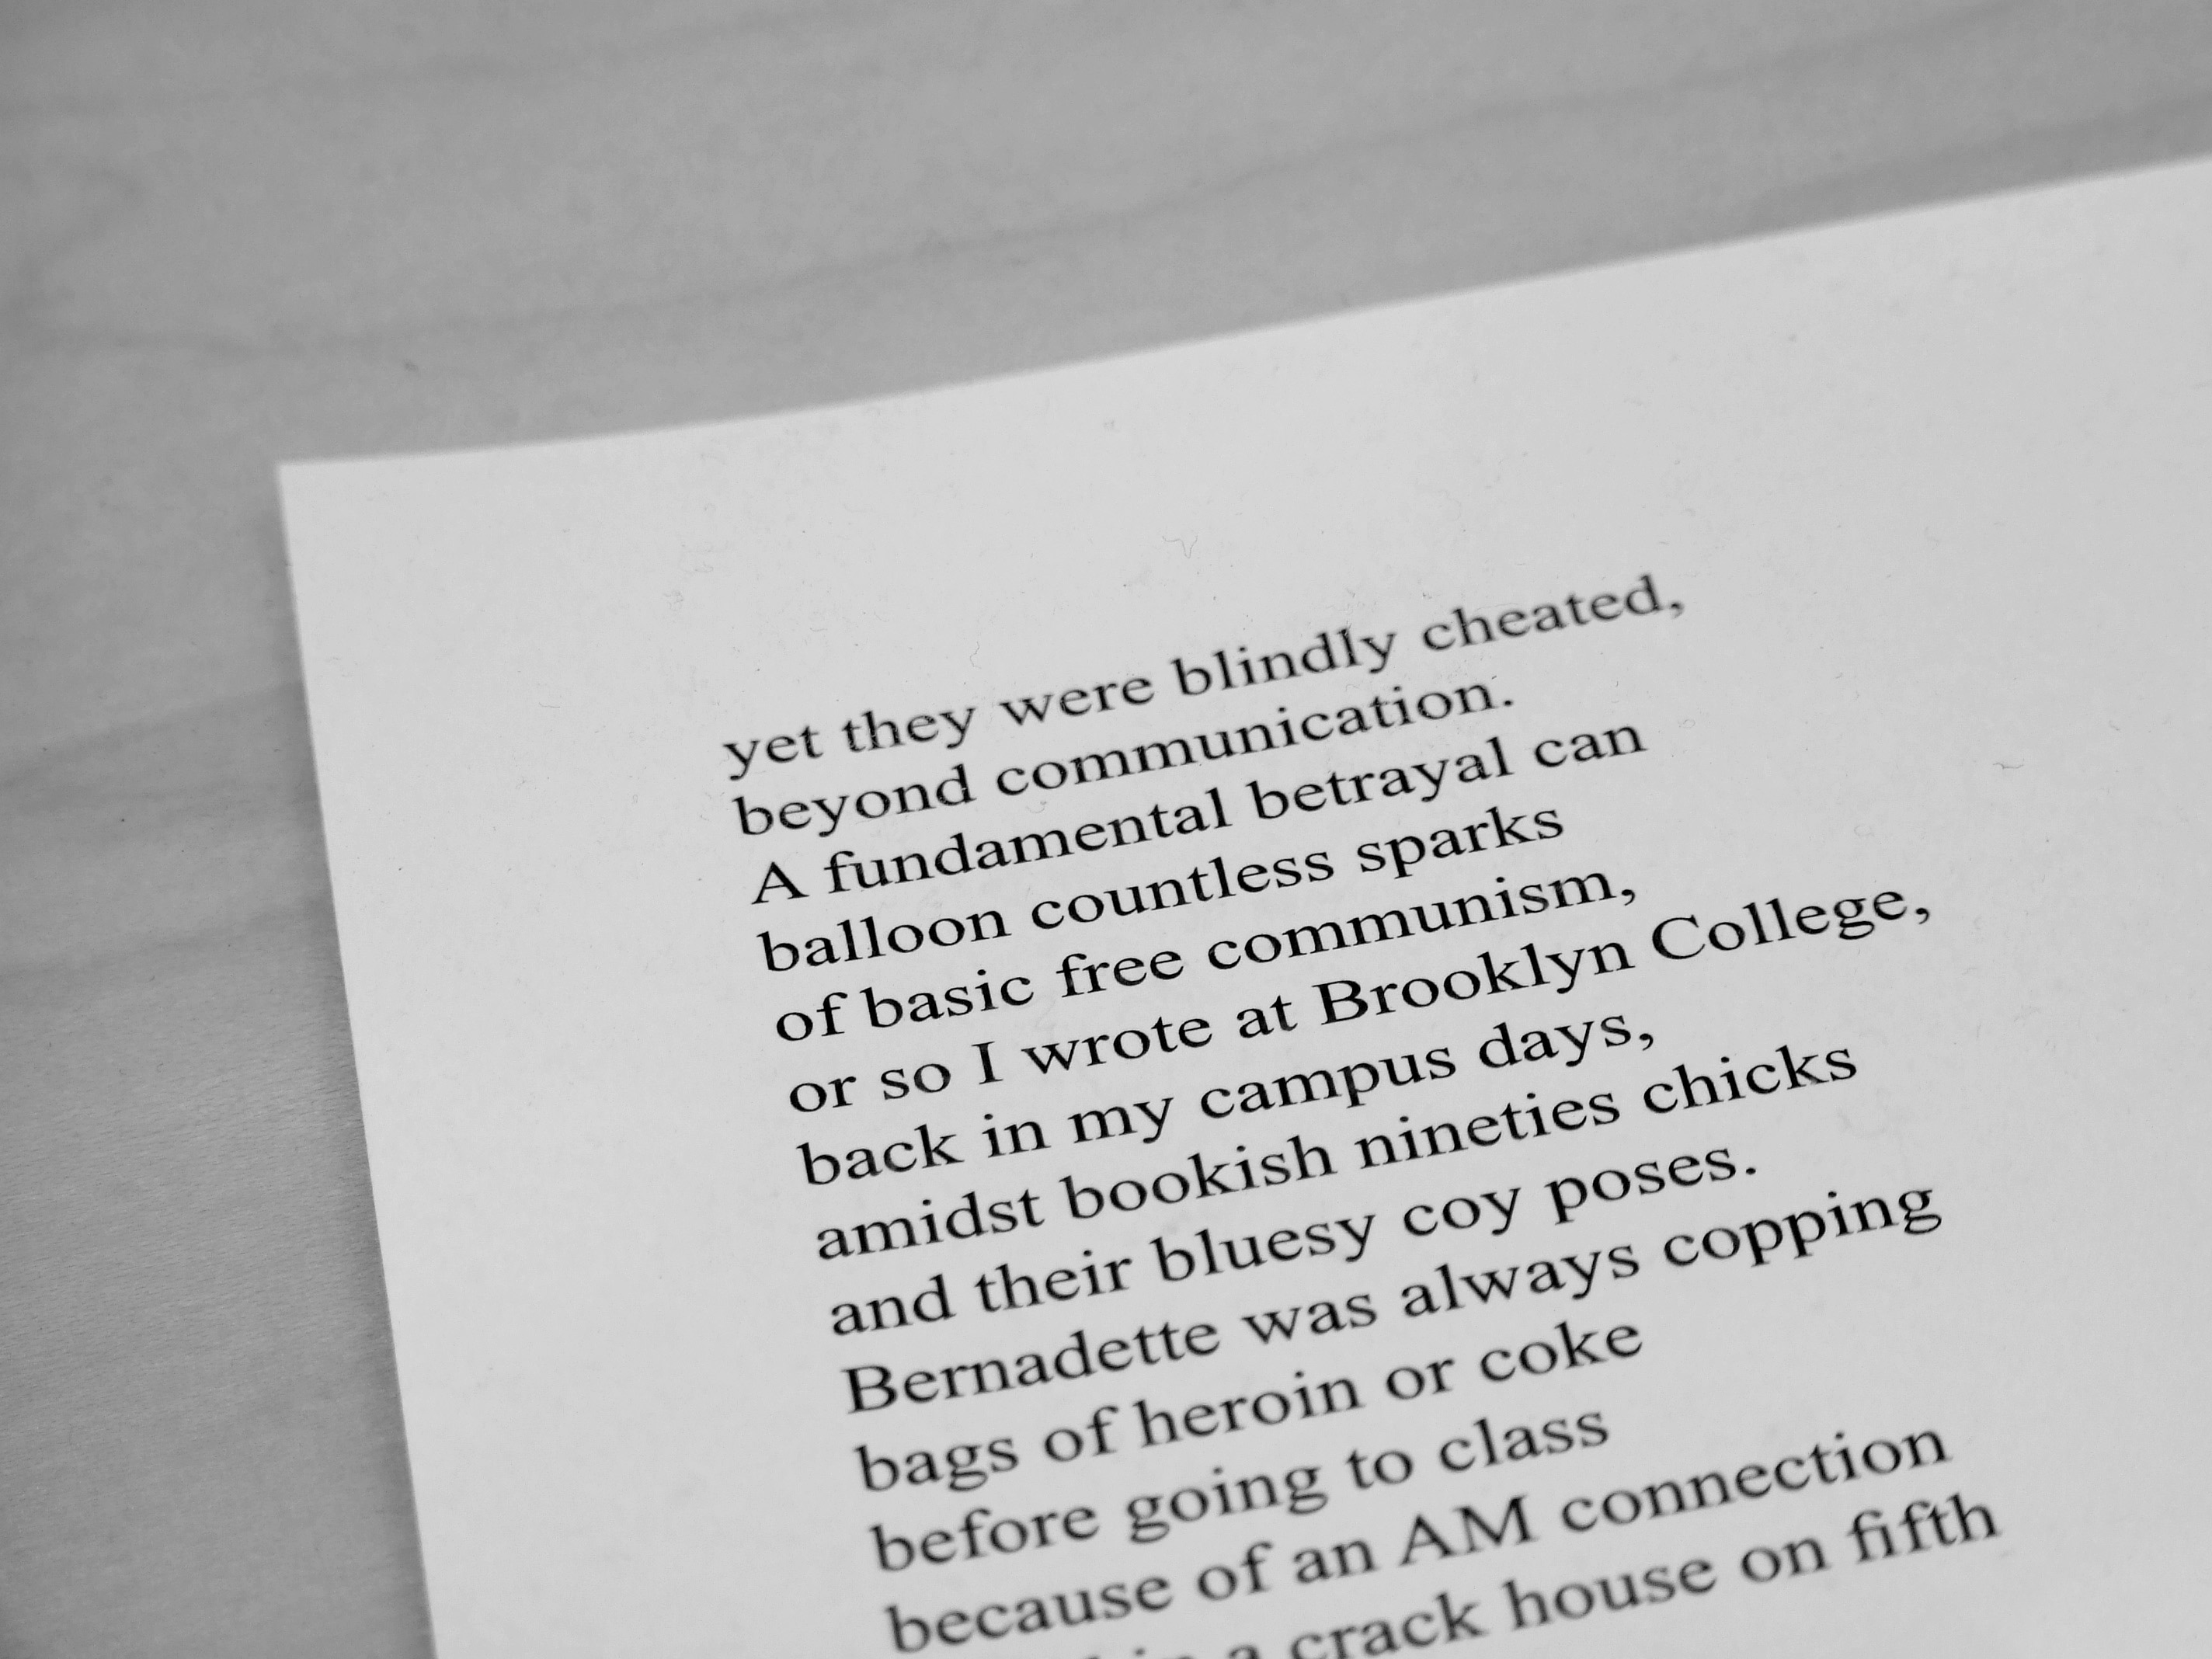 yet they were blindly cheated,
beyond communication.
A fundamental betrayal can
balloon countless sparks
of basic free communism,
or so I wrote at Brooklyn College,
back in my campus days,
amidst bookish nineties chicks
and their bluesy coy poses.
Bernadette was always copping
bags of heroin or coke
before going to class
because of an AM connection
a crack house on fifth